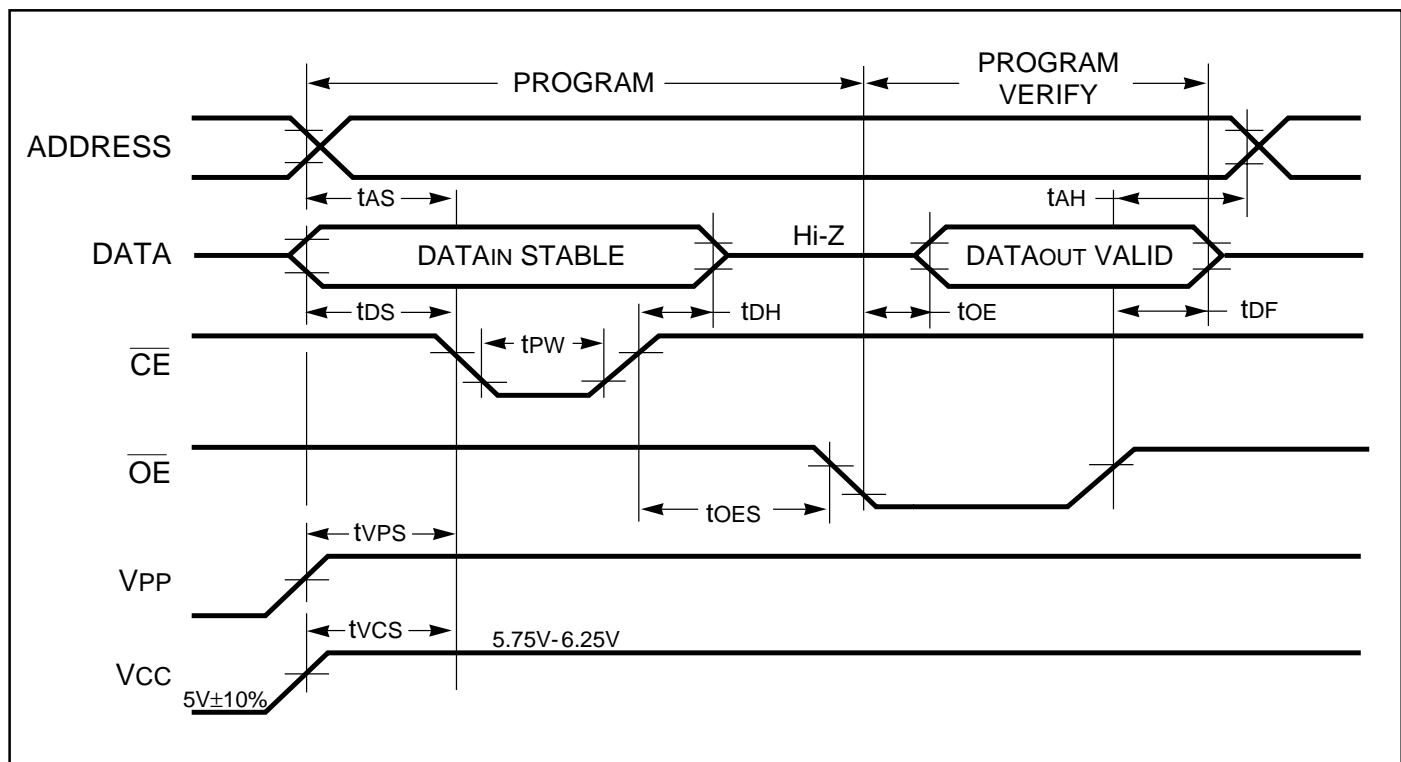 PROGRAM
PROGRAM
VERIFY
ADDRESS
tAS
tAH
DATA
DATAIN STABLE
Hi-Z
DATAOUT VALID
tDS
tDH
tOE
tDF
CE
tPW
OE
tOES
tVPS
VPP
tVCS
5.75V-6.25V
VCC
5V±10%